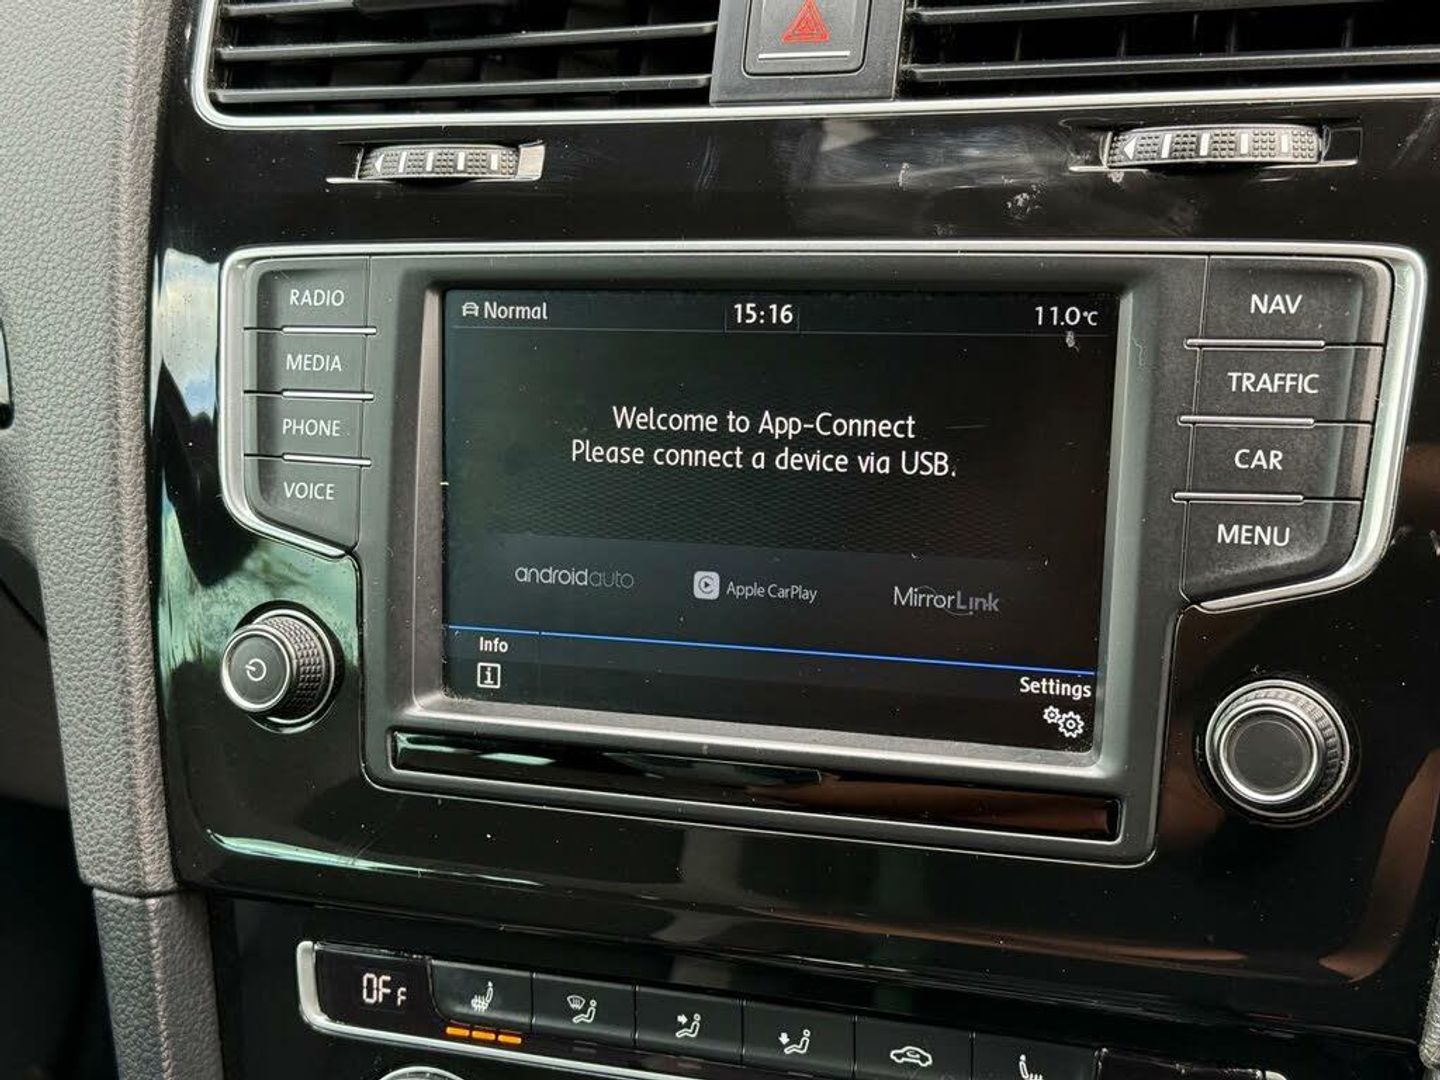 RADIO
MEDIA
PHONE
VOICE
Normal
15:16
11.0°C
Welcome to App-Connect
Please connect a device via USB.
androidauto
Apple CarPlay
MirrorLink
Info
i
Settings
NAV
TRAFFIC
CAR
MENU
OFF